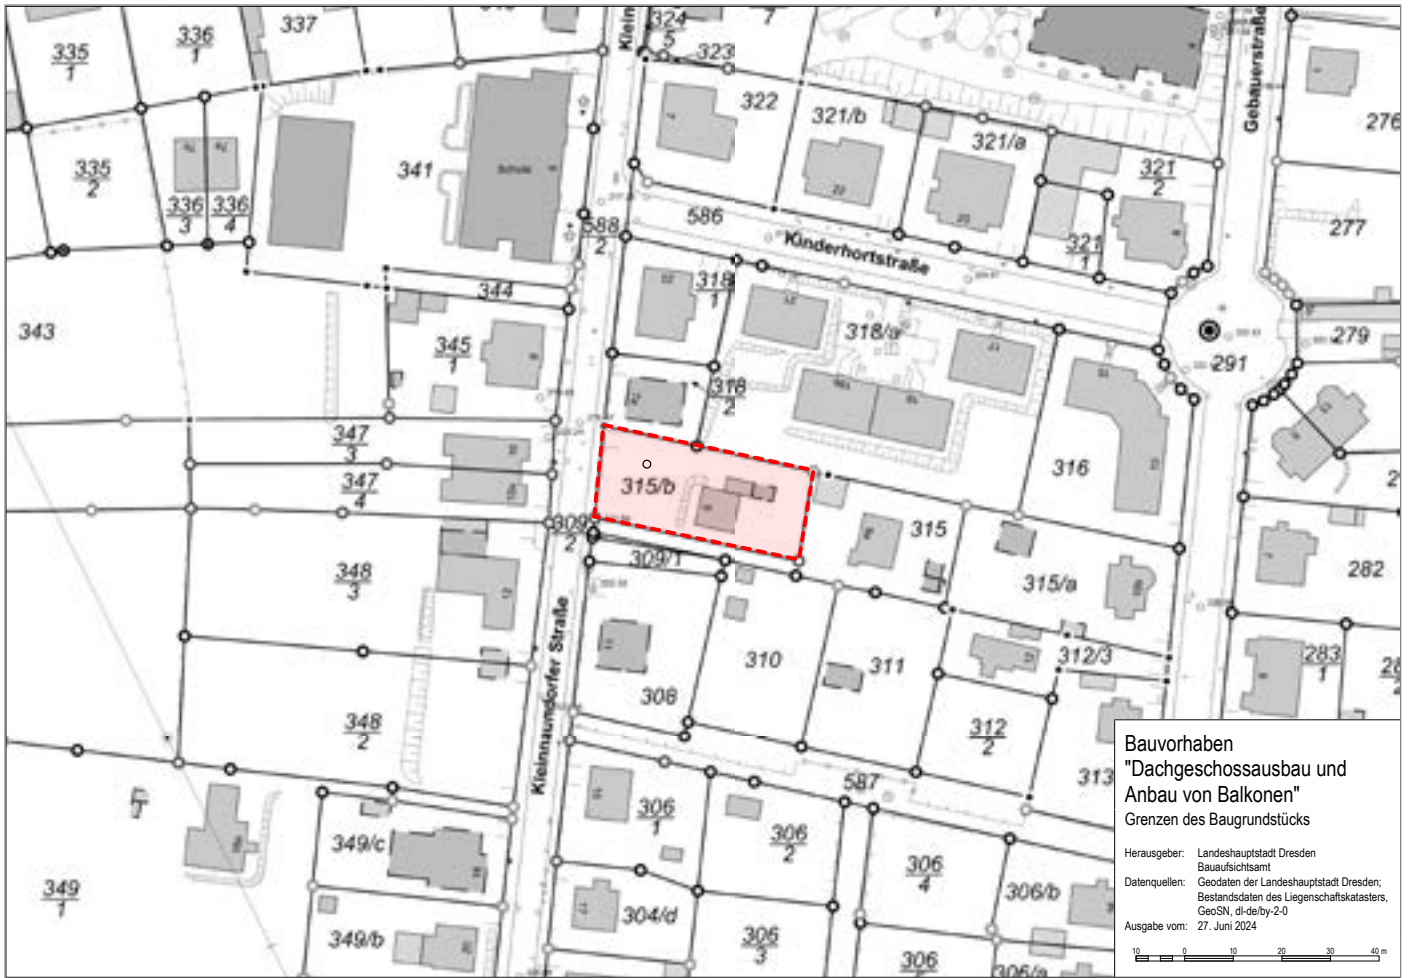 335
1
336
1
337
324
5
323
7
322
321/b
321/a
321
2
276
335
2
336
3
336
4
341
Schule
588
2
586
Kinderhortstraße
321
1
277
Gebauerstraße
343
344
345
1
318
1
318/a
318
2
291
279
347
3
347
4
315/b
316
309
2
309/1
315
315/a
282
348
3
348
2
Kleinnaundorfer Straße
308
310
311
312/3
312
2
313
283
1
587
306
1
306
2
306
4
306/b
349/c
349
1
349/b
304/d
306
3
306
306/a
Bauvorhaben
"Dachgeschossausbau und
Anbau von Balkonen"
Grenzen des Baugrundstücks
Herausgeber: Landeshauptstadt Dresden
Bauaufsichtsamt
Datenquellen: Geodaten der Landeshauptstadt Dresden;
Bestandsdaten des Liegenschaftskatasters,
GeoSN, dl-de/by-2-0
Ausgabe vom: 27. Juni 2024
10 0 10 20 30 40 m